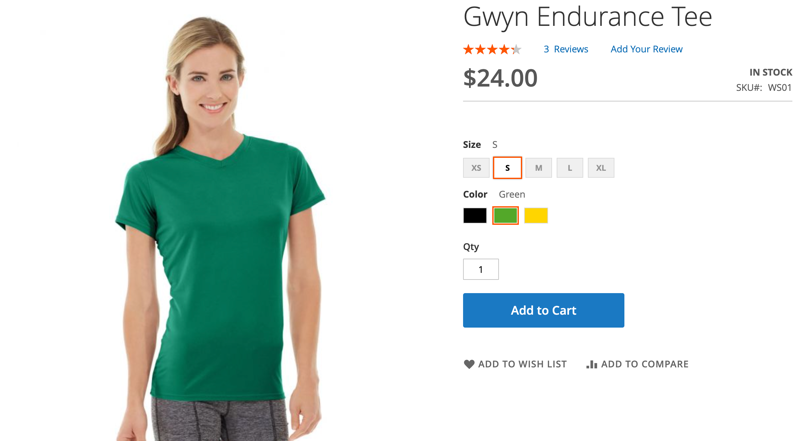 Gwyn Endurance Tee
3 Reviews Add Your Review
$24.00
IN STOCK
SKU#: WS01
Size S
XS S M L XL
Color Green
Qty
1
Add to Cart
ADD TO WISH LIST ADD TO COMPARE